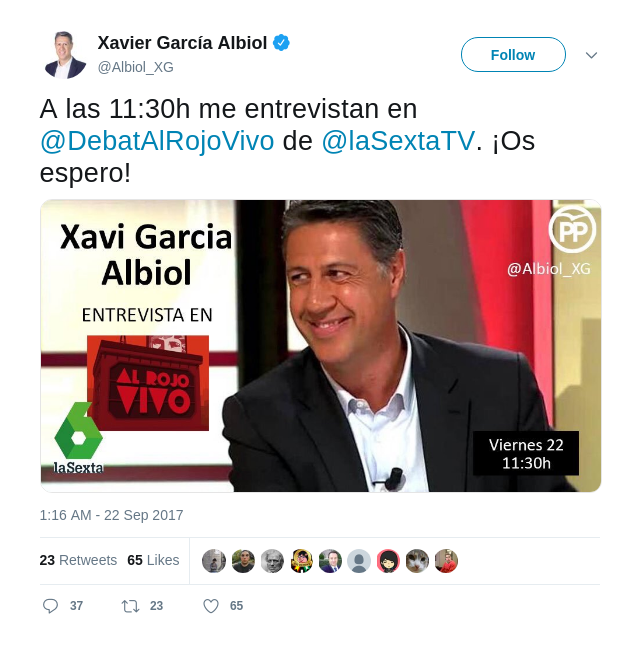 Xavier García Albiol
@Albiol_XG
Follow
A las 11:30h me entrevistan en
@DebatAlRojoVivo de @laSextaTV. ¡Os
espero!
Xavi Garcia
Albiol
ENTREVISTA EN
AL ROJO
VIVO
laSexta
PP
@Albiol_XG
Viernes 22
11:30h
1:16 AM - 22 Sep 2017
23 Retweets 65 Likes
37 23 65